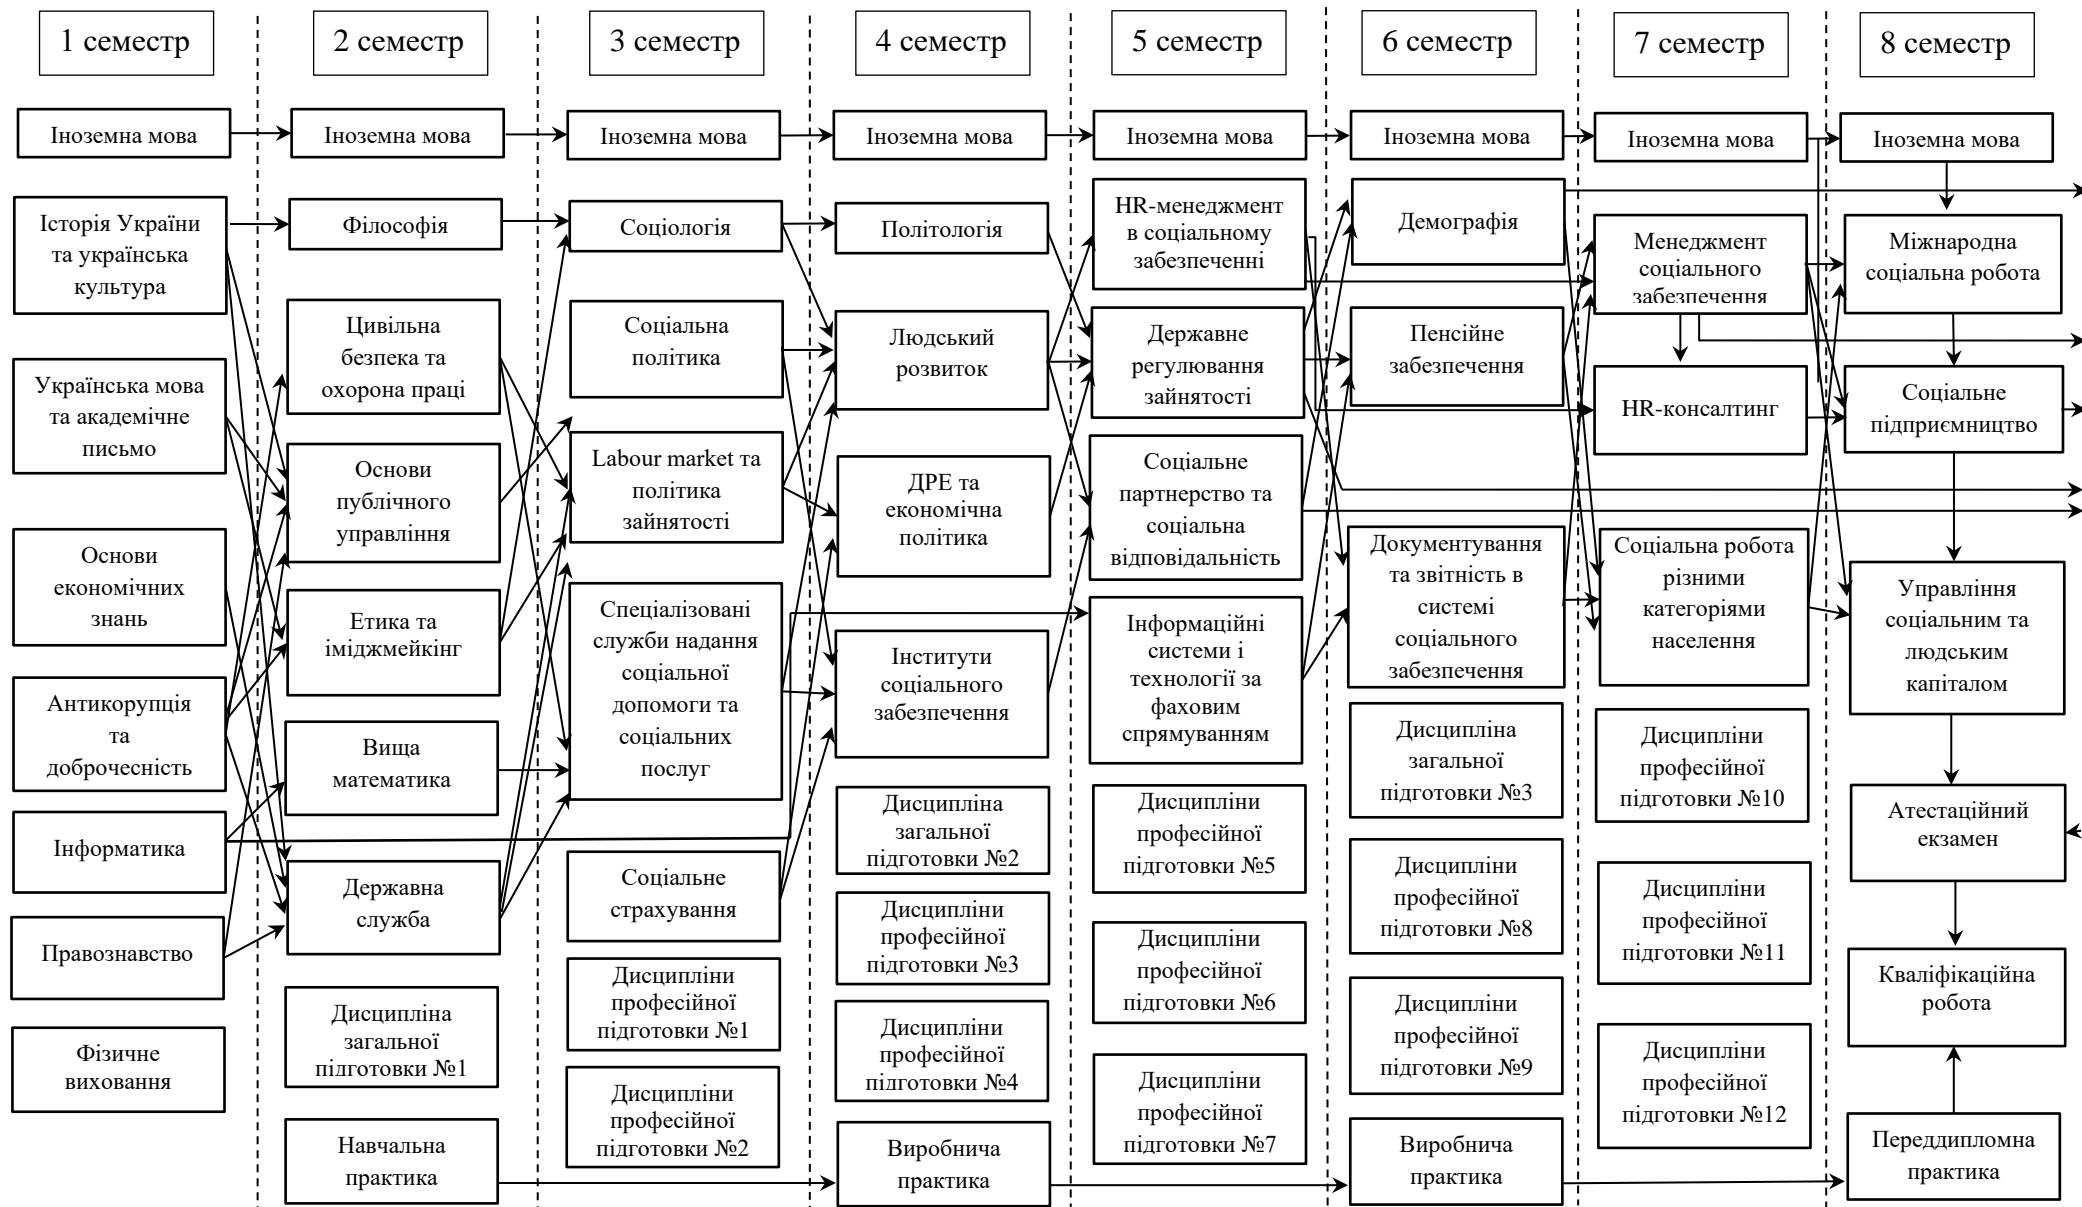 1 семестр
2 семестр
3 семестр
4 семестр
5 семестр
6 семестр
7 семестр
8 семестр
Іноземна мова
Історія України
та українська
культура
Українська мова
та академічне
письмо
Основи
економічних
знань
Антикорупція
та
доброчесність
Інформатика
Правознавство
Фізичне
виховання
Іноземна мова
Філософія
Цивільна
безпека та
охорона праці
Основи
публічного
управління
Етика та
іміджмейкінг
Вища
математика
Державна
служба
Дисципліна
загальної
підготовки №1
Навчальна
практика
Іноземна мова
Соціологія
Соціальна
політика
Labour market та
політика
зайнятості
Спеціалізовані
служби надання
соціальної
допомоги та
соціальних
послуг
Соціальне
страхування
Дисципліни
професійної
підготовки №1
Дисципліни
професійної
підготовки №2
Іноземна мова
Політологія
Людський
розвиток
ДРЕ та
економічна
політика
Інститути
соціального
забезпечення
Дисципліна
загальної
підготовки №2
Дисципліни
професійної
підготовки №3
Дисципліни
професійної
підготовки №4
Виробнича
практика
Іноземна мова
HR-менеджмент
в соціальному
забезпеченні
Державне
регулювання
зайнятості
Соціальне
партнерство та
соціальна
відповідальність
Інформаційні
системи і
технології за
фаховим
спрямуванням
Дисципліни
професійної
підготовки №5
Дисципліни
професійної
підготовки №6
Дисципліни
професійної
підготовки №7
Іноземна мова
Демографія
Пенсійне
забезпечення
Документування
та звітність в
системі
соціального
забезпечення
Дисципліна
загальної
підготовки №3
Дисципліни
професійної
підготовки №8
Дисципліни
професійної
підготовки №9
Виробнича
практика
Іноземна мова
Менеджмент
соціального
забезпечення
HR-консалтинг
Соціальна робота
різними
категоріями
населення
Дисципліни
професійної
підготовки №10
Дисципліни
професійної
підготовки №11
Дисципліни
професійної
підготовки №12
Іноземна мова
Міжнародна
соціальна робота
Соціальне
підприємництво
Управління
соціальним та
людським
капіталом
Атестаційний
екзамен
Кваліфікаційна
робота
Переддипломна
практика